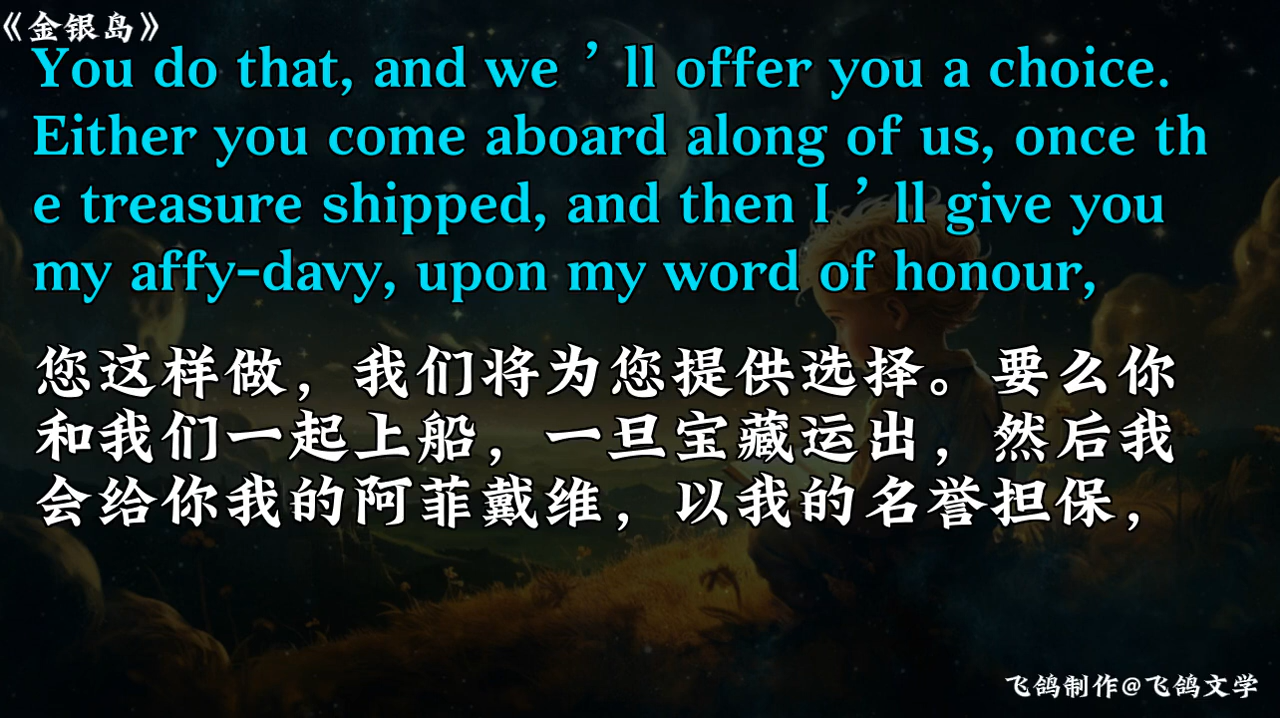 《金银岛》
You do that, and we ’ ll offer you a choice.
Either you come aboard along of us, once th
e treasure shipped, and then I ’ ll give you
my affy-davy, upon my word of honour,
您这样做，我们将为您提供选择。要么你
和我们一起上船，一旦宝藏运出，然后我
会给你我的阿菲戴维，以我的名誉担保，
飞鸽制作@飞鸽文学